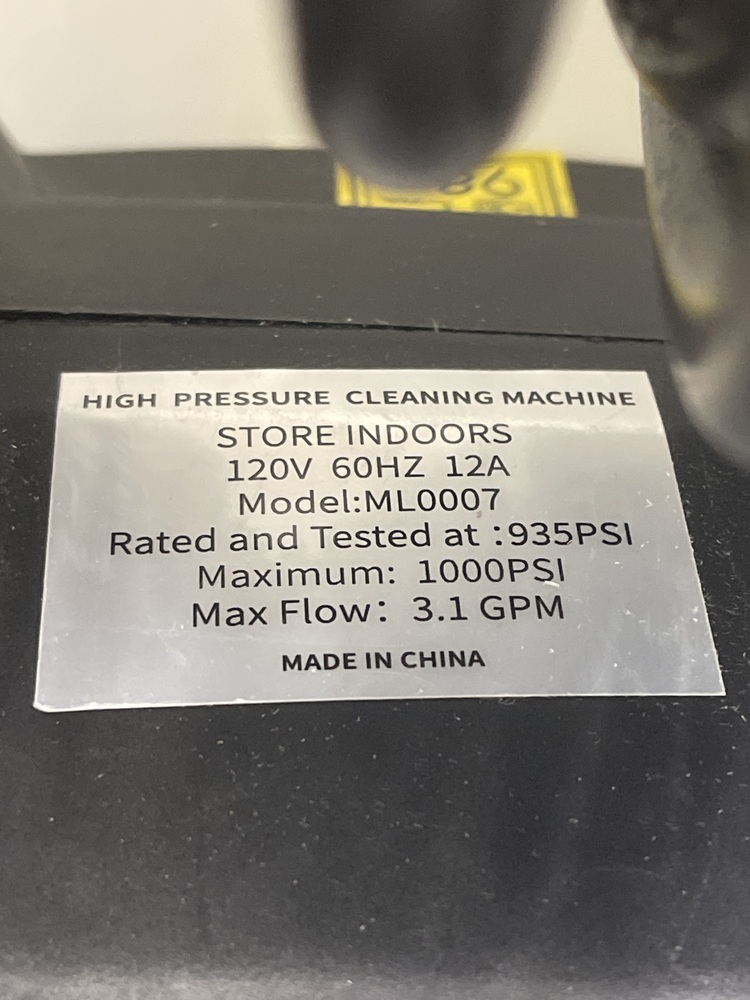 HIGH PRESSURE CLEANING MACHINE
STORE INDOORS
120V 60HZ 12A
Model:ML0007
Rated and Tested at :935PSI
Maximum: 1000PSI
Max Flow: 3.1 GPM
MADE IN CHINA